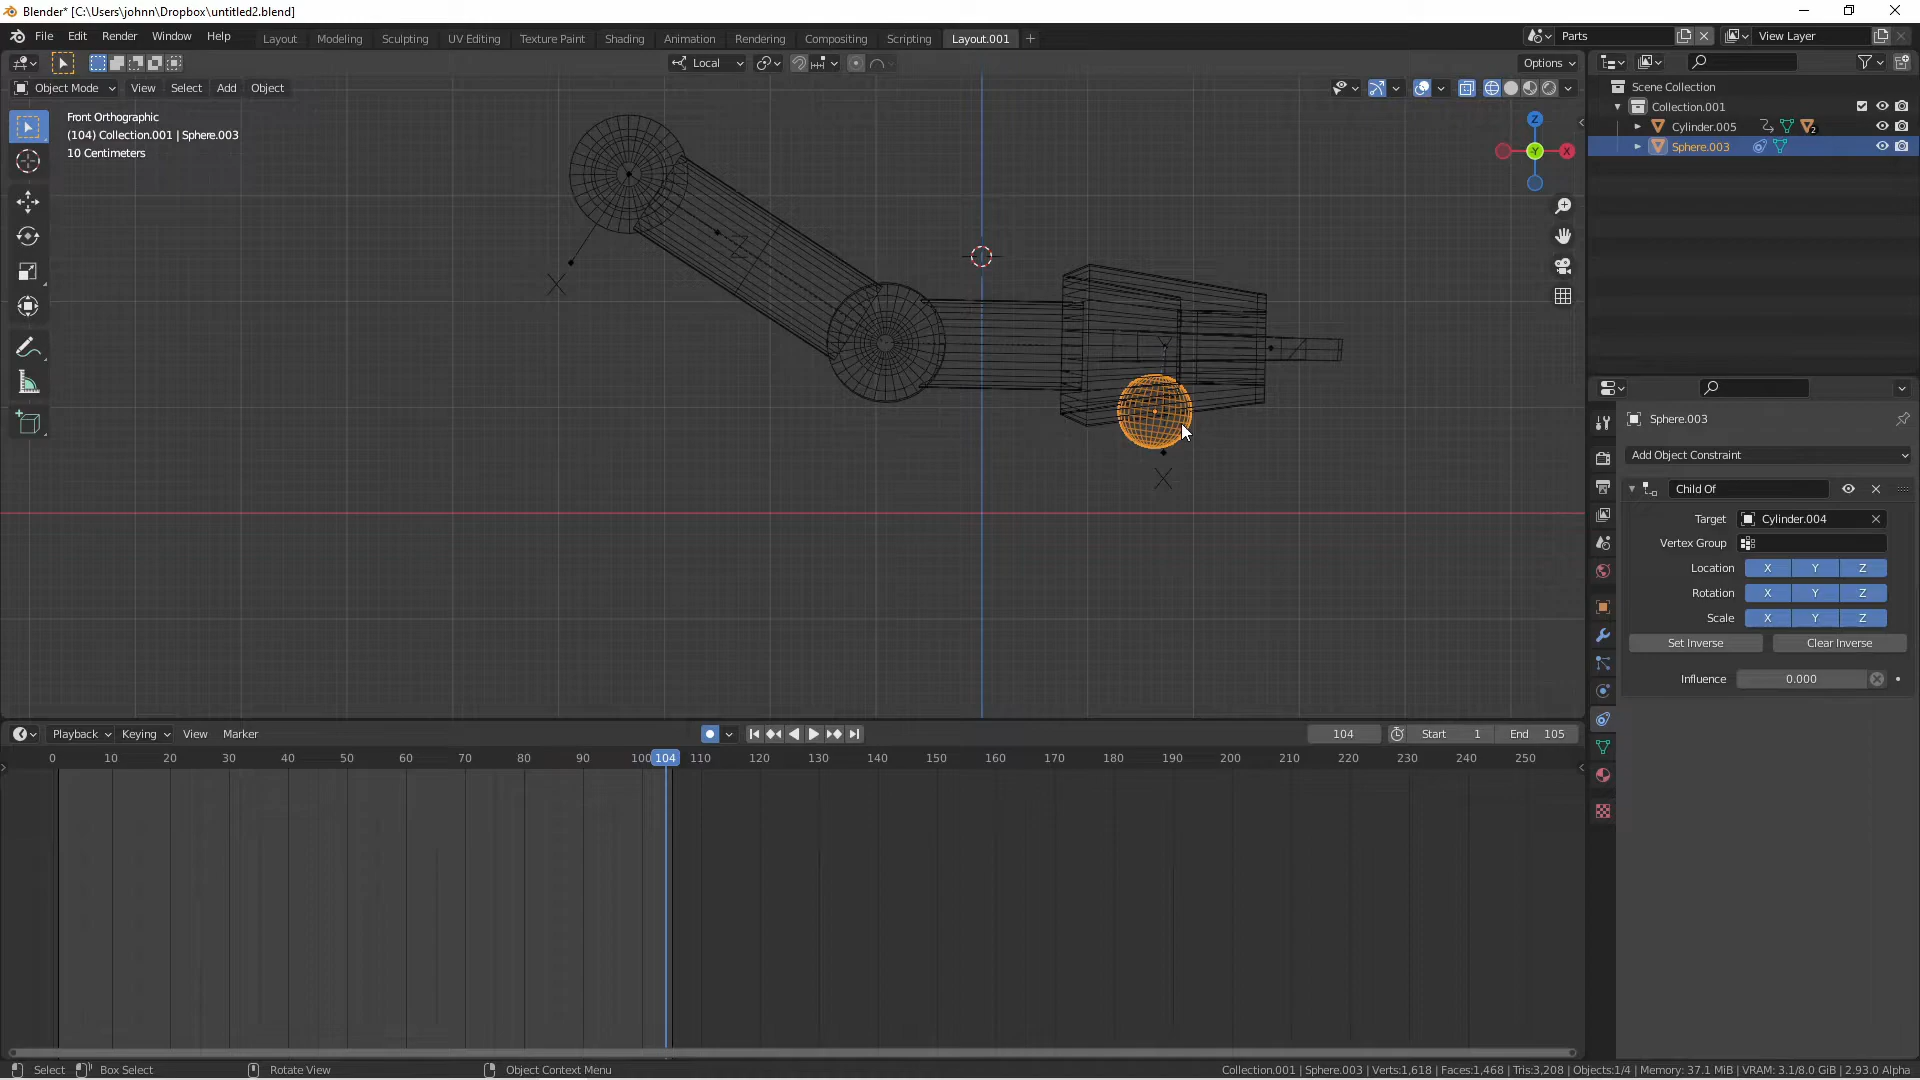 Blender* [C:\Users\johnn\Dropbox\untitled2.blend]
File Edit Render Window Help
Layout Modeling Sculpting UV Editing Texture Paint Shading Animation Rendering Compositing Scripting Layout.001 +
Parts
View Layer
Local
Options
Object Mode View Select Add Object
Front Orthographic
(104) Collection.001 | Sphere.003
10 Centimeters
Z
X
Y
Z
X
X
Scene Collection
Collection.001
Cylinder.005
2
Sphere.003
Sphere.003
Add Object Constraint
Child Of
Target Cylinder.004
Vertex Group
Location X Y Z
Rotation X Y Z
Scale X Y Z
Set Inverse Clear Inverse
Influence 0.000
Playback Keying View Marker
104 Start 1 End 105
0 10 20 30 40 50 60 70 80 90 100 104 110 120 130 140 150 160 170 180 190 200 210 220 230 240 250
Select Box Select Rotate View Object Context Menu
Collection.001 | Sphere.003 | Verts:1,618 | Faces:1,468 | Tris:3,208 | Objects:1/4 | Memory: 37.1 MiB | VRAM: 3.1/8.0 GiB | 2.93.0 Alpha